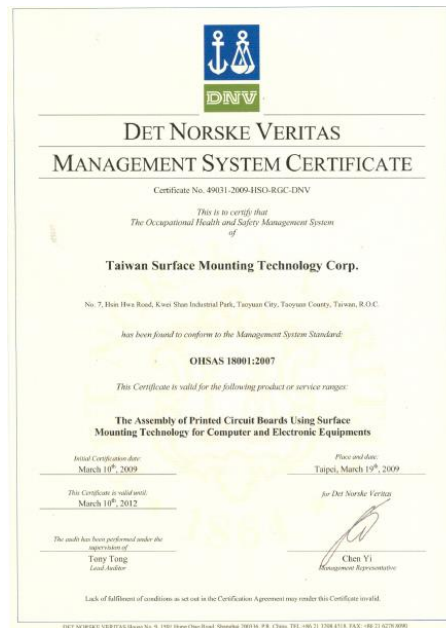 DNV
DET NORSKE VERITAS
MANAGEMENT SYSTEM CERTIFICATE
Certificate No. 49031-2009-HSO-RGC-DNV
This is to certify that
The Occupational Health and Safety Management System
of
Taiwan Surface Mounting Technology Corp.
No. 7, Hsin Hwa Road, Kwei Shan Industrial Park, Taoyuan City, Taoyuan County, Taiwan, R.O.C.
has been found to conform to the Management System Standard:
OHSAS 18001:2007
This Certificate is valid for the following product or service ranges:
The Assembly of Printed Circuit Boards Using Surface
Mounting Technology for Computer and Electronic Equipments
Initial Certification date:
March 10th, 2009
Place and date:
Taipei, March 19th, 2009
This Certificate is valid until:
March 10th, 2012
for Det Norske Veritas
The audit has been performed under the
supervision of
Tony Tong
Lead Auditor
Chen Yi
Management Representative
Lack of fulfilment of conditions as set out in the Certification Agreement may render this Certificate invalid.